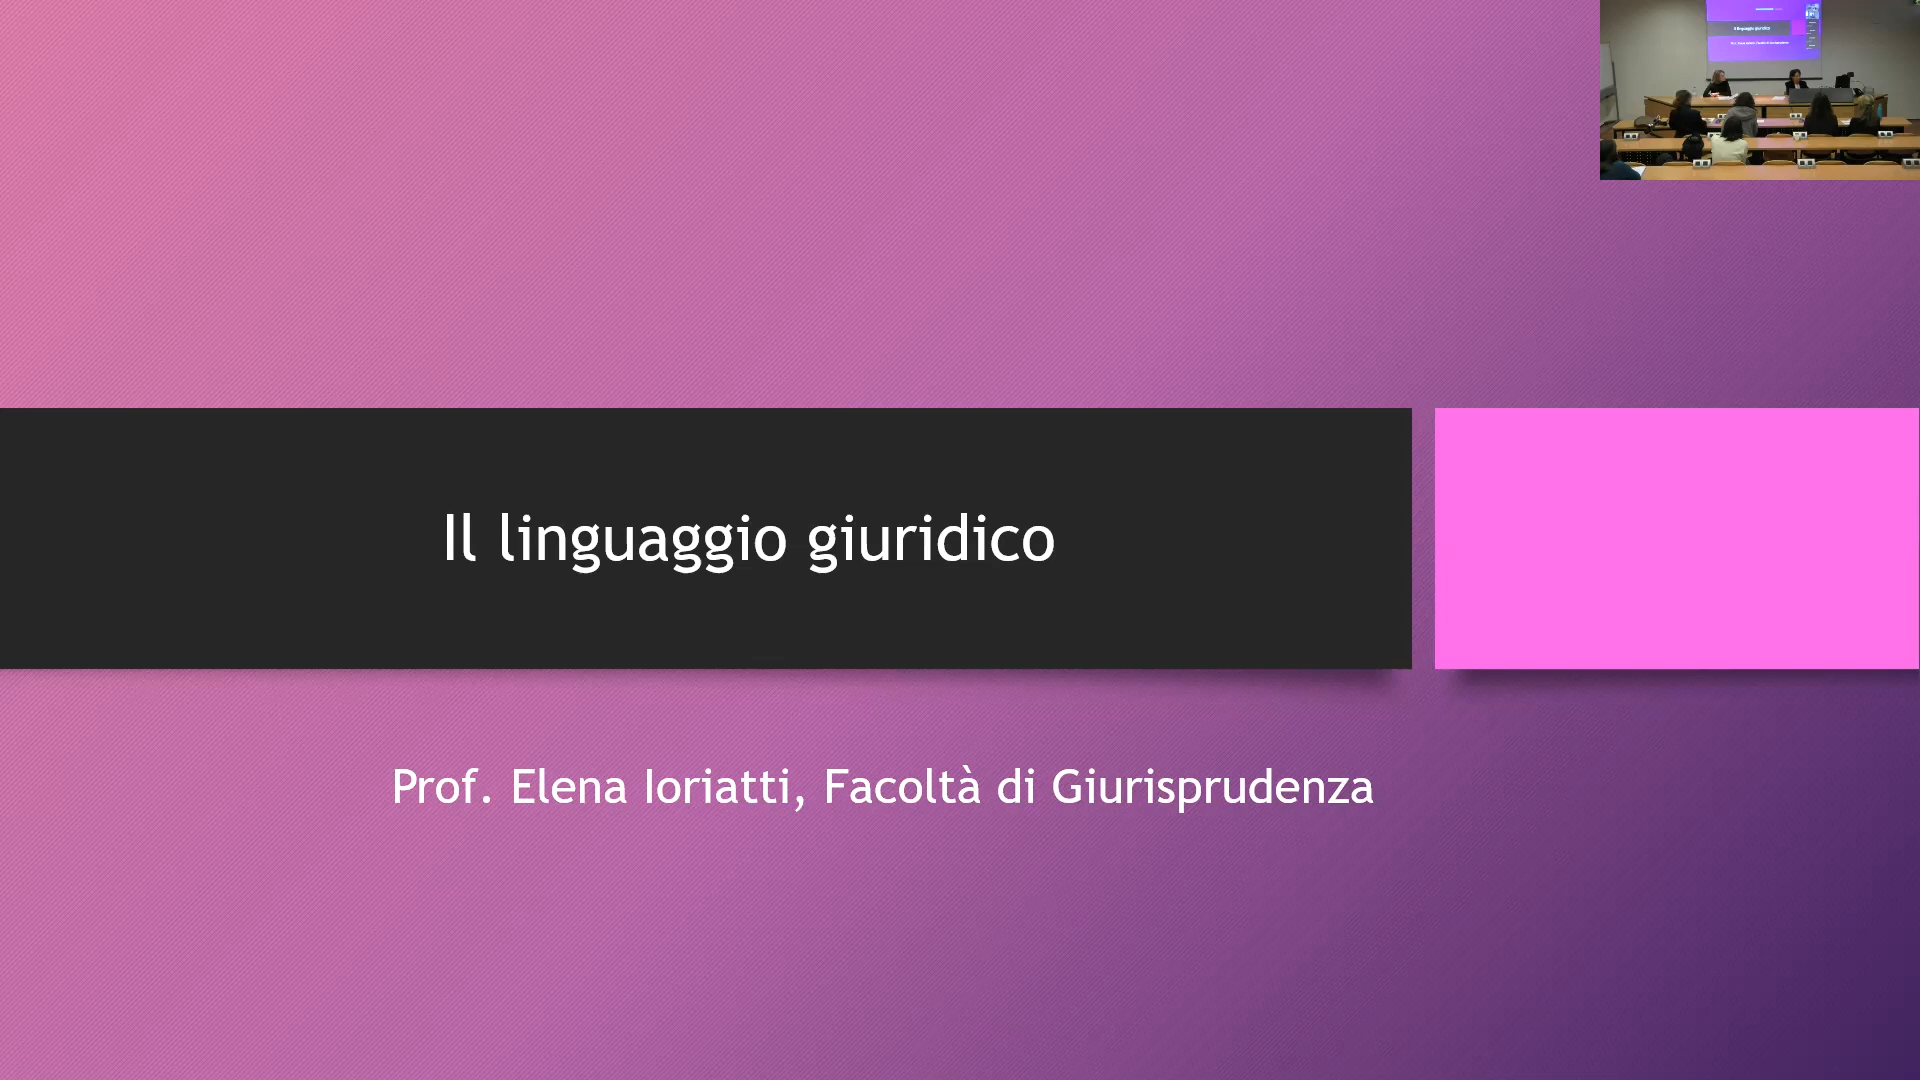 Il linguaggio giuridico
Prof. Elena Ioriatti, Facoltà di Giurisprudenza